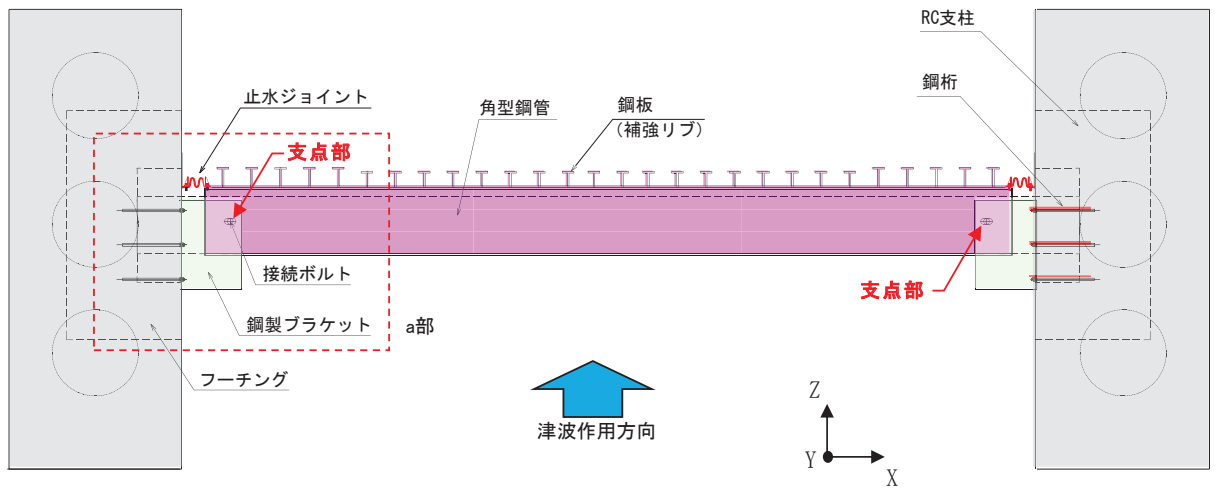 RC支柱
鋼桁
止水ジョイント
角型鋼管
鋼板
(補強リブ)
支点部
接続ボルト
支点部
鋼製ブラケット
a部
フーチング
津波作用方向
Z
Y
X